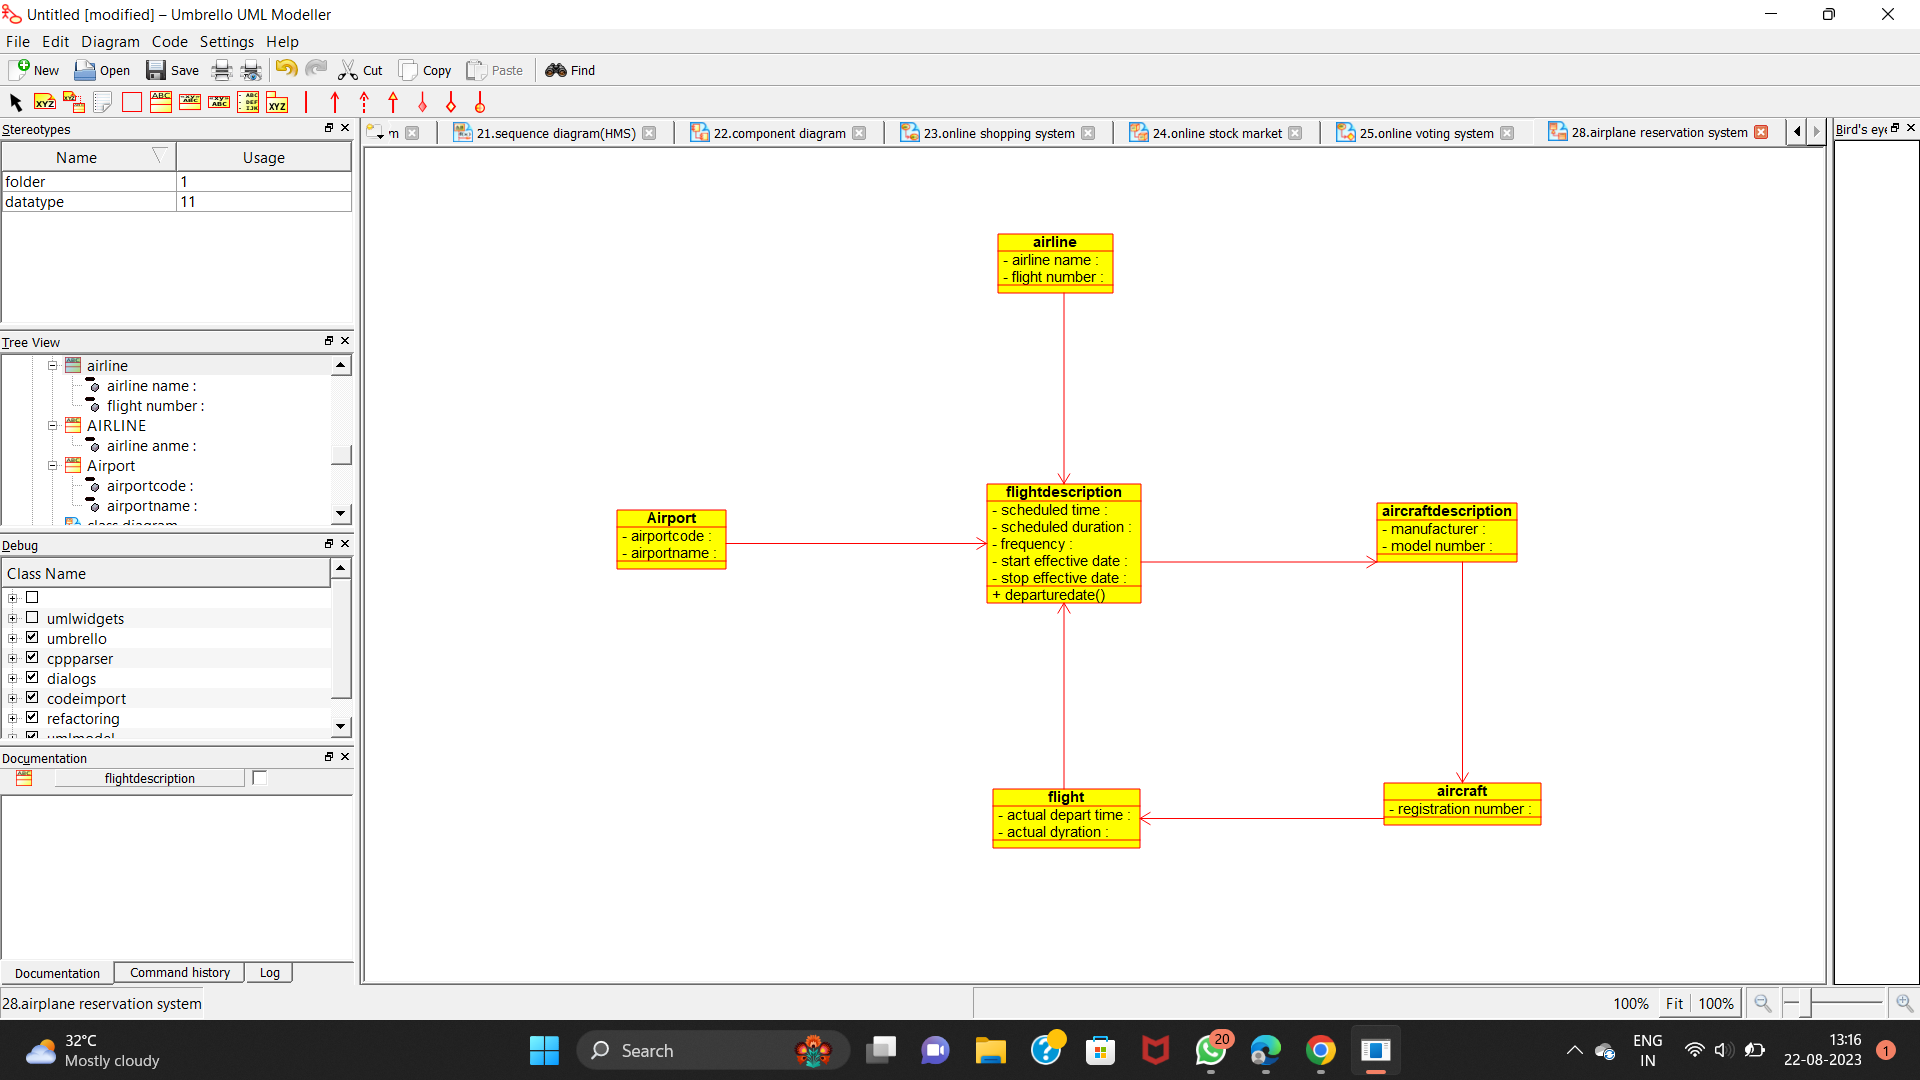 Untitled [modified] – Umbrello UML Modeller
File Edit Diagram Code Settings Help
New Open Save Cut Copy Paste Find
m 21.sequence diagram(HMS) 22.component diagram 23.online shopping system 24.online stock market 25.online voting system 28.airplane reservation system
Bird's eye
Stereotypes
Name Usage
folder 1
datatype 11
Tree View
airline
airline name :
flight number :
AIRLINE
airline anme :
Airport
airportcode :
airportname :
class diagram
Debug
Class Name
umlwidgets
umbrello
cppparser
dialogs
codeimport
refactoring
umlmodel
Documentation
flightdescription
Documentation Command history Log
airline
- airline name :
- flight number :
Airport
- airportcode :
- airportname :
flightdescription
- scheduled time :
- scheduled duration :
- frequency :
- start effective date :
- stop effective date :
+ departuredate()
aircraftdescription
- manufacturer :
- model number :
flight
- actual depart time :
- actual dyration :
aircraft
- registration number :
28.airplane reservation system
100% Fit 100%
32°C
Mostly cloudy
Search
20
ENG
IN
13:16
22-08-2023
1